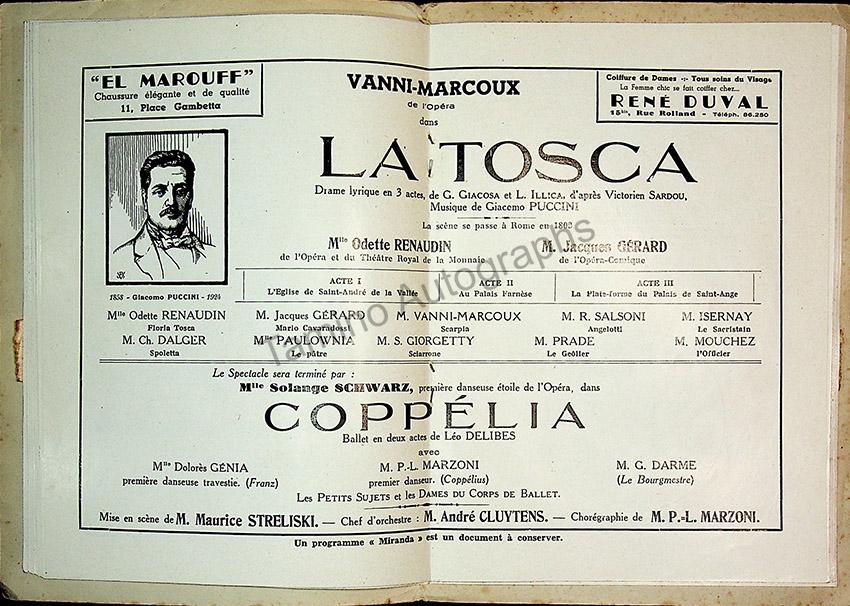 "EL MAROUFF"
Chaussure élégante et de qualité
11, Place Gambetta
VANNI-MARCOUX
de l'Opéra
dans
Coiffure de Dames -:- Tous soins du Visage
La Femme chic se fait coiffer chez...
RENÉ DUVAL
15bis, Rue Rolland - Téléph. 86.250
LA TOSCA
Drame lyrique en 3 actes, de G. GIACOSA et L. ILLICA, d'après Victorien SARDOU,
Musique de Giacomo PUCCINI
La scène se passe à Rome en 1802
Mlle Odette RENAUDIN
de l'Opéra et du Théâtre Royal de la Monnaie
M. Jacques GÉRARD
de l'Opéra-Comique
1858 - Giacomo PUCCINI - 1924
ACTE I
L'Eglise de Saint-André de la Vallée
ACTE II
Au Palais Farnèse
ACTE III
La Plate-forme du Palais de Saint-Ange
Mlle Odette RENAUDIN
Floria Tosca
M. Jacques GÉRARD
Mario Cavaradossi
M. VANNI-MARCOUX
Scarpia
M. R. SALSONI
Angelotti
M. ISERNAY
Le Sacristain
M. Ch. DALGER
Spoletta
Mlle PAULOWNIA
Le pâtre
M. S. GIORGETTY
Sciarrone
M. PRADE
Le Geôlier
M. MOUCHEZ
l'Officier
Le Spectacle sera terminé par :
Mlle Solange SCHWARZ, première danseuse étoile de l'Opéra, dans
COPPÉLIA
Ballet en deux actes de Léo DELIBES
avec
Mlle Dolorès GÉNIA
première danseuse travestie. (Franz)
M. P.-L. MARZONI
premier danseur. (Coppélius)
M. G. DARME
(Le Bourgmestre)
LES PETITS SUJETS et les DAMES DU CORPS DE BALLET.
Mise en scène de M. Maurice STRELISKI. — Chef d'orchestre : M. André CLUYTENS. — Chorégraphie de M. P.-L. MARZONI.
Un programme « Miranda » est un document à conserver.
Tamino Autographs